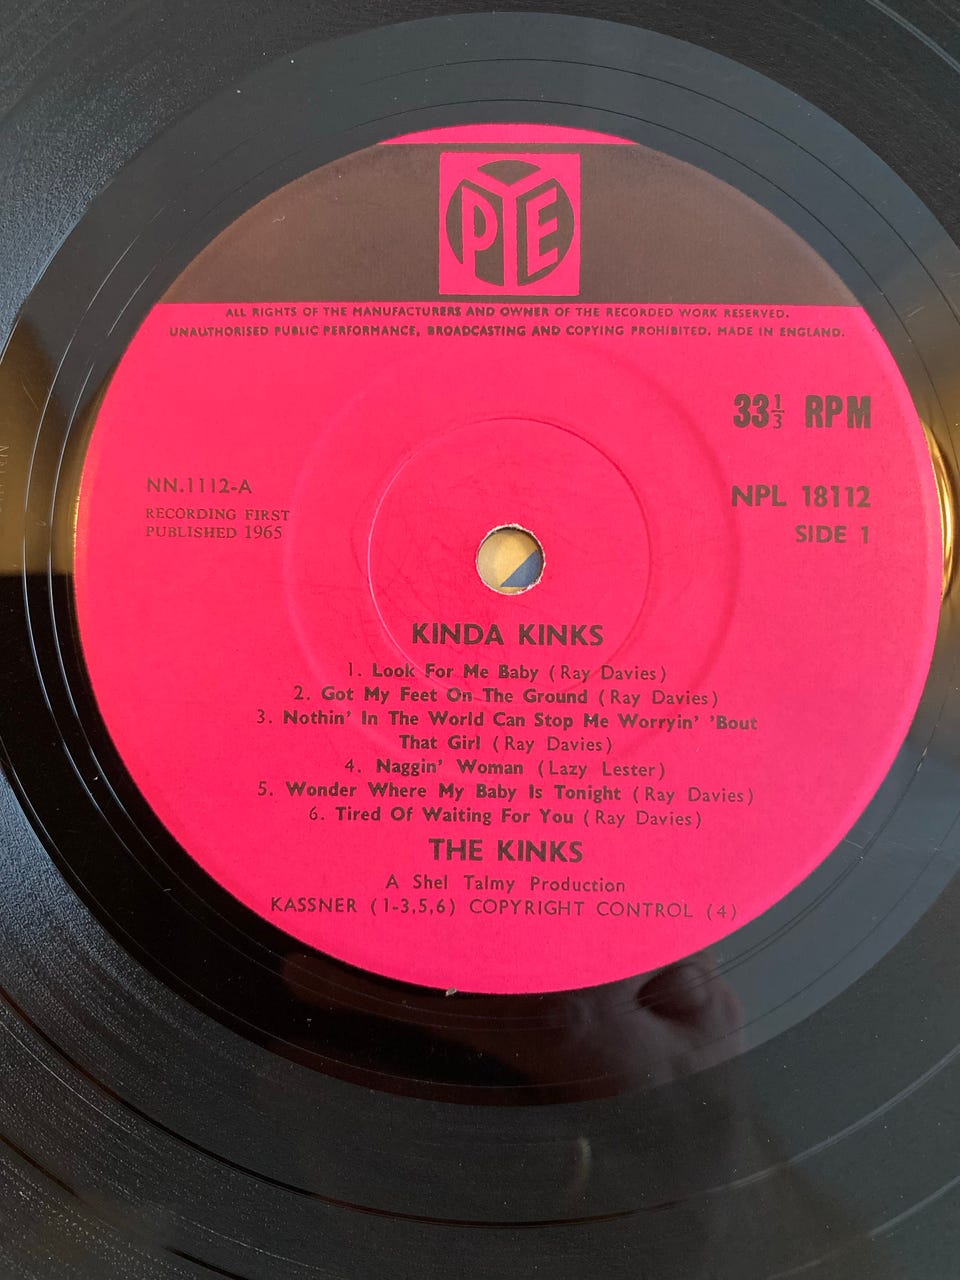 PYE
ALL RIGHTS OF THE MANUFACTURERS AND OWNER OF THE RECORDED WORK RESERVED.
UNAUTHORISED PUBLIC PERFORMANCE, BROADCASTING AND COPYING PROHIBITED. MADE IN ENGLAND.
33⅓ RPM
NN.1112-A
RECORDING FIRST
PUBLISHED 1965
NPL 18112
SIDE 1
KINDA KINKS
1. Look For Me Baby (Ray Davies)
2. Got My Feet On The Ground (Ray Davies)
3. Nothin' In The World Can Stop Me Worryin' 'Bout
That Girl (Ray Davies)
4. Naggin' Woman (Lazy Lester)
5. Wonder Where My Baby Is Tonight (Ray Davies)
6. Tired Of Waiting For You (Ray Davies)
THE KINKS
A Shel Talmy Production
KASSNER (1-3,5,6) COPYRIGHT CONTROL (4)